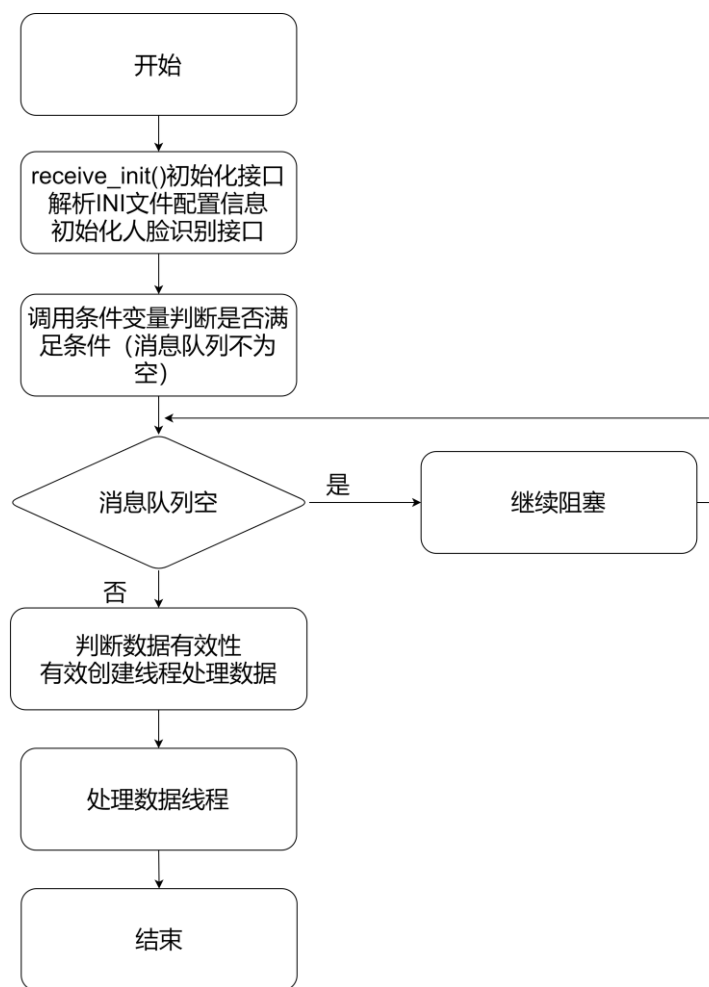 开始
receive_init()初始化接口
解析INI文件配置信息
初始化人脸识别接口
调用条件变量判断是否满
足条件（消息队列不为
空）
消息队列空
是
继续阻塞
否
判断数据有效性
有效创建线程处理数据
处理数据线程
结束